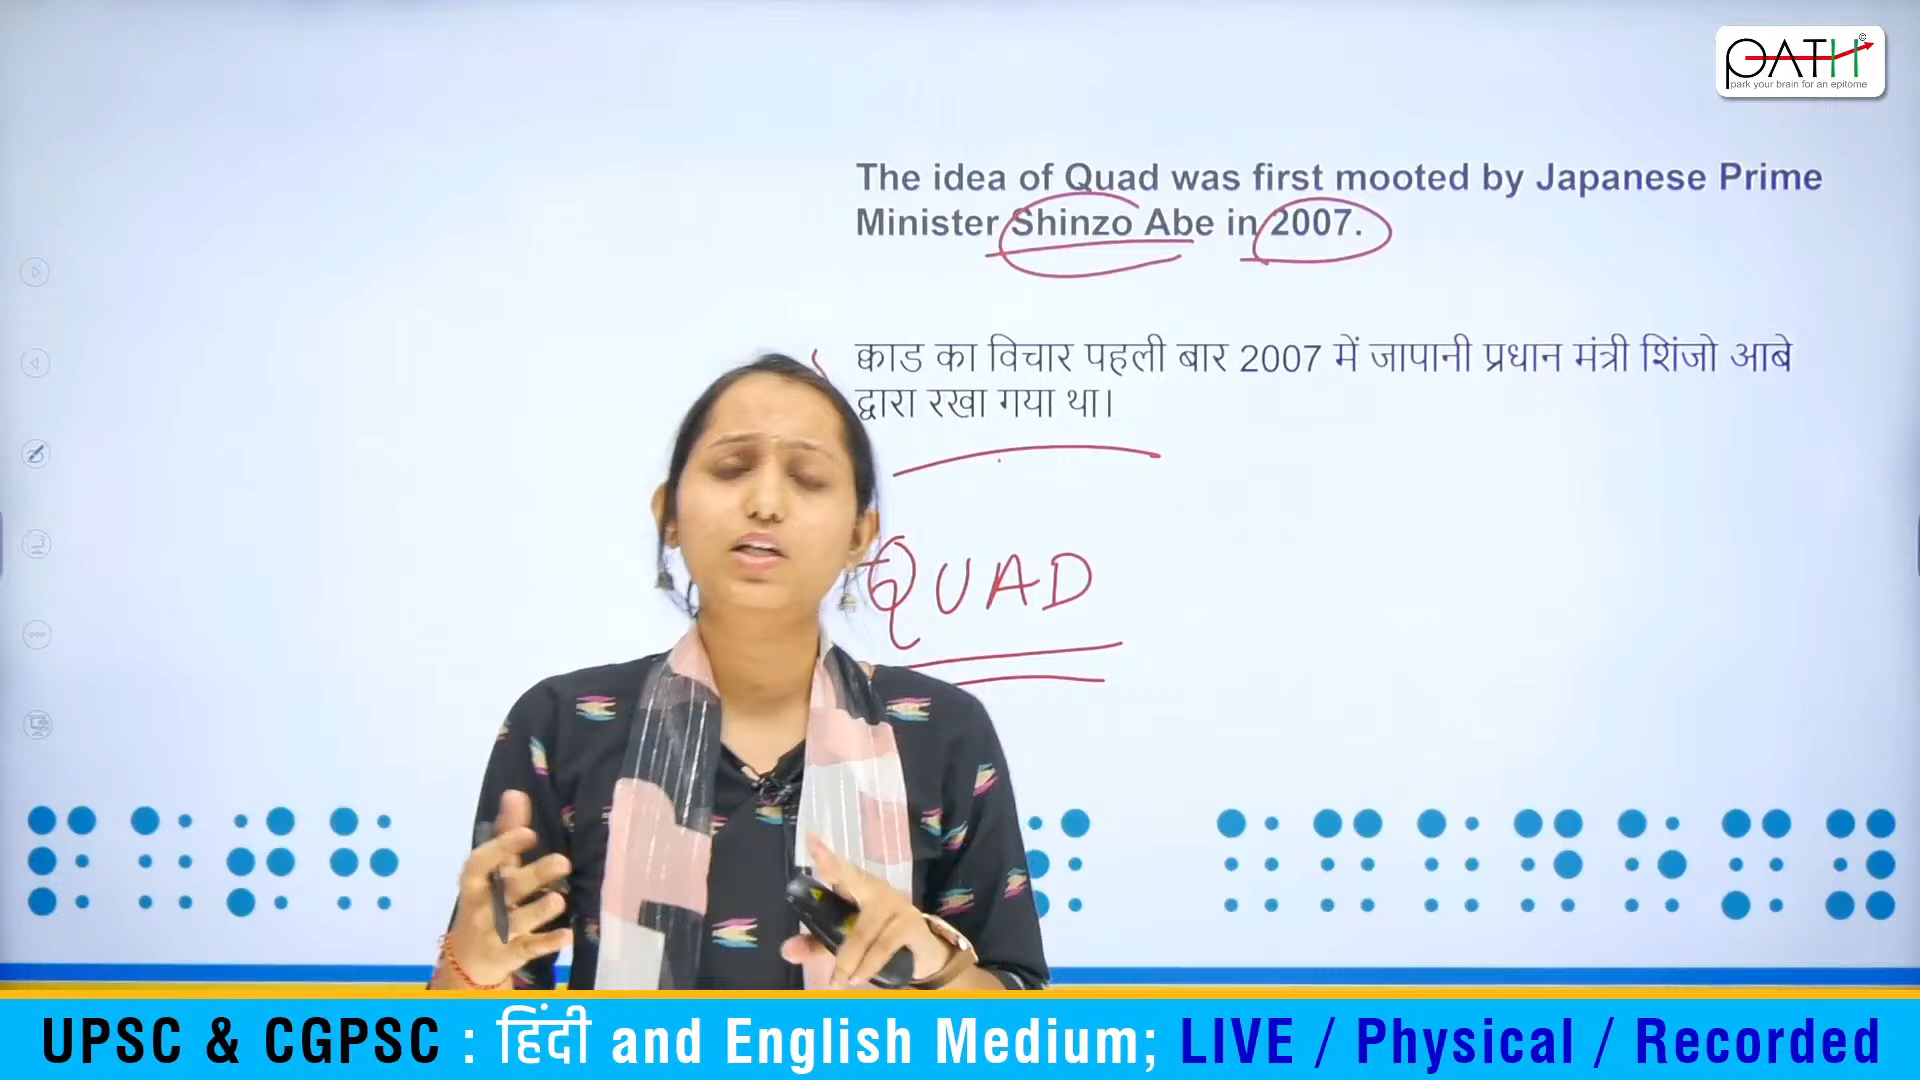 PATH©
park your brain for an epitome
The idea of Quad was first mooted by Japanese Prime
Minister Shinzo Abe in 2007.
क्वाड का विचार पहली बार 2007 में जापानी प्रधान मंत्री शिंजो आबे
द्वारा रखा गया था।
QUAD
UPSC & CGPSC : हिंदी and English Medium; LIVE / Physical / Recorded